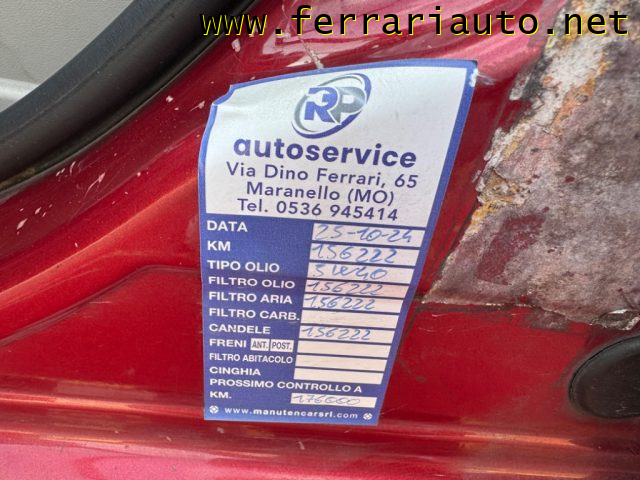 www.ferrariauto.net
RP
autoservice
Via Dino Ferrari, 65
Maranello (MO)
Tel. 0536 945414
DATA 25-10-24
KM 156222
TIPO OLIO 5W40
FILTRO OLIO 156222
FILTRO ARIA 156222
FILTRO CARB.
CANDELE 156222
FRENI ANT. POST.
FILTRO ABITACOLO
CINGHIA
PROSSIMO CONTROLLO A
KM. 176000
www.manutencarsrl.com